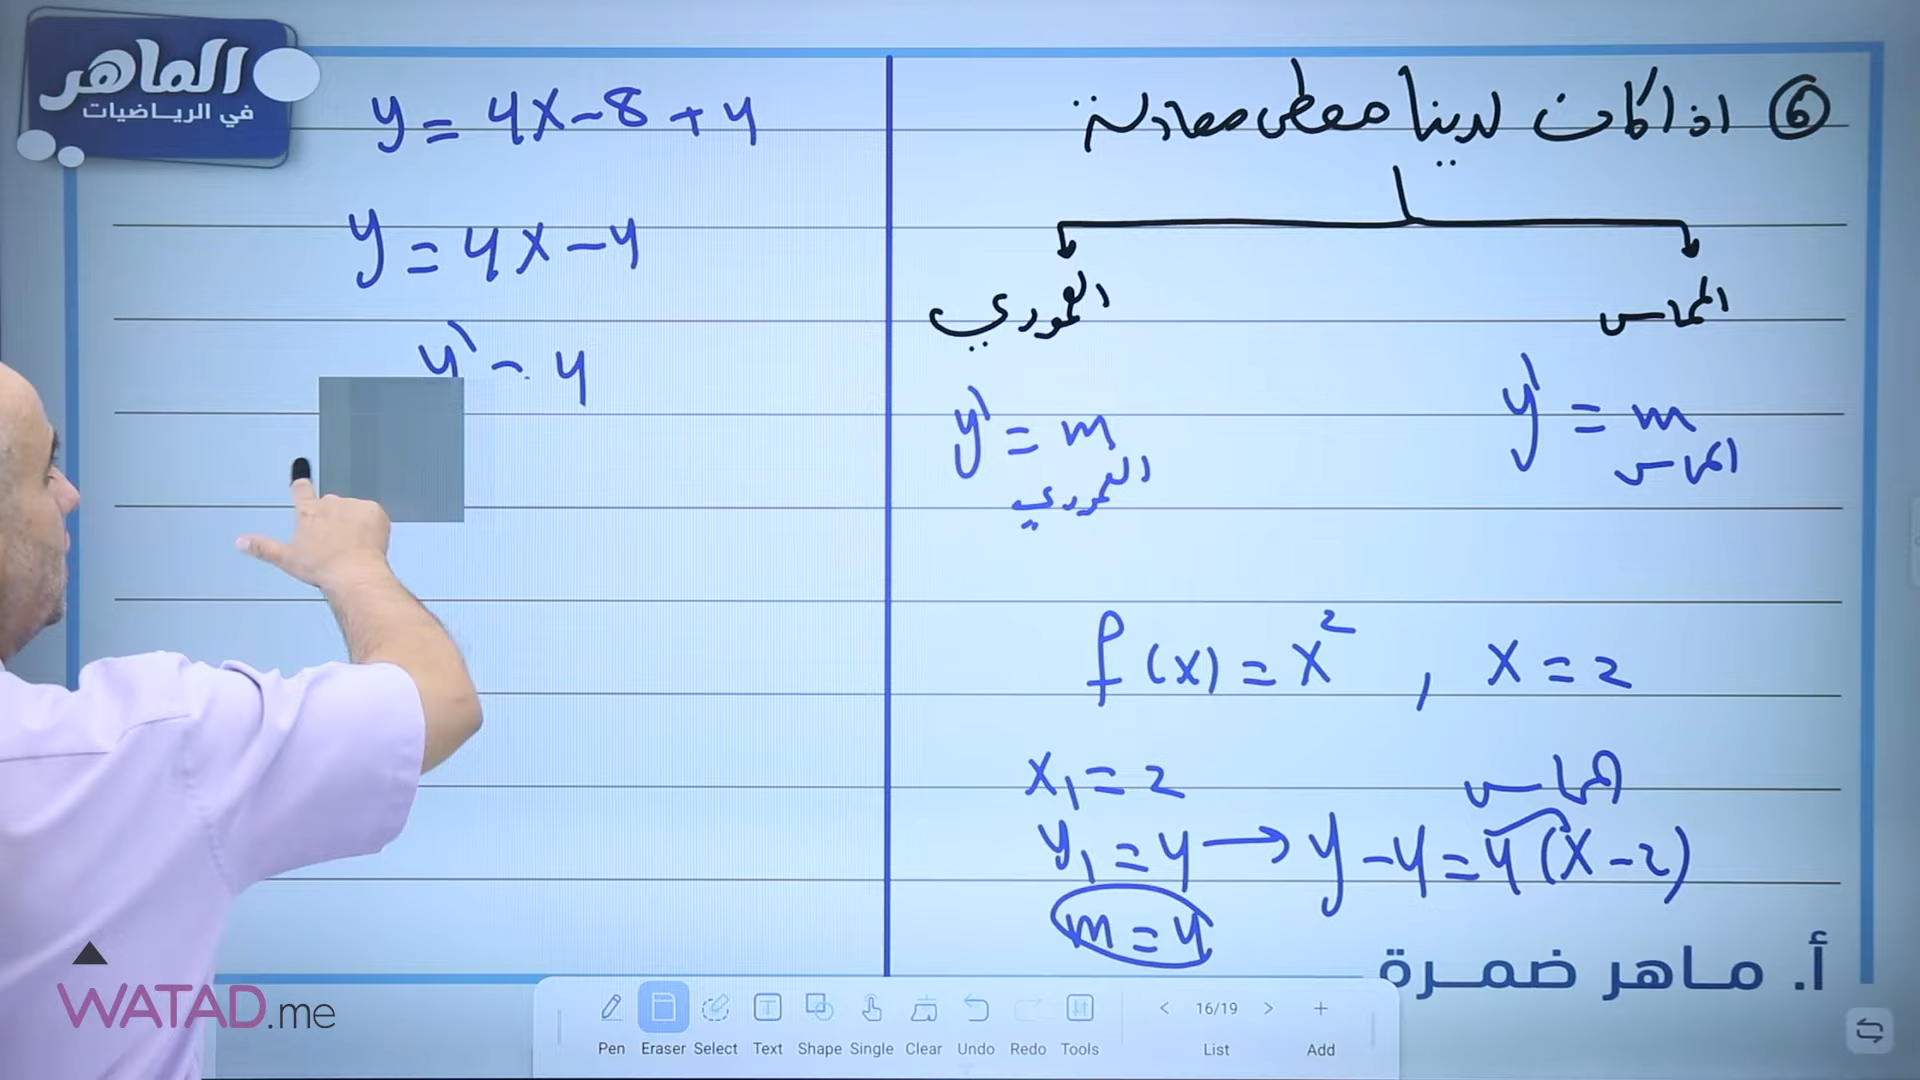 الماهر
في الرياضيات
⑥ اذا كانت لدينا معطى معادلة
المماس
العمودي
y' = m المماس
y' = m العمودي
f(x) = x² , x = 2
x₁ = 2
المماس
y₁ = 4 → y - 4 = 4(x - 2)
m = 4
y = 4x - 8 + 4
y = 4x - 4
y' = 4
أ. ماهر ضمرة
WATAD.me
Pen Eraser Select Text Shape Single Clear Undo Redo Tools
< 16/19 > +
List Add